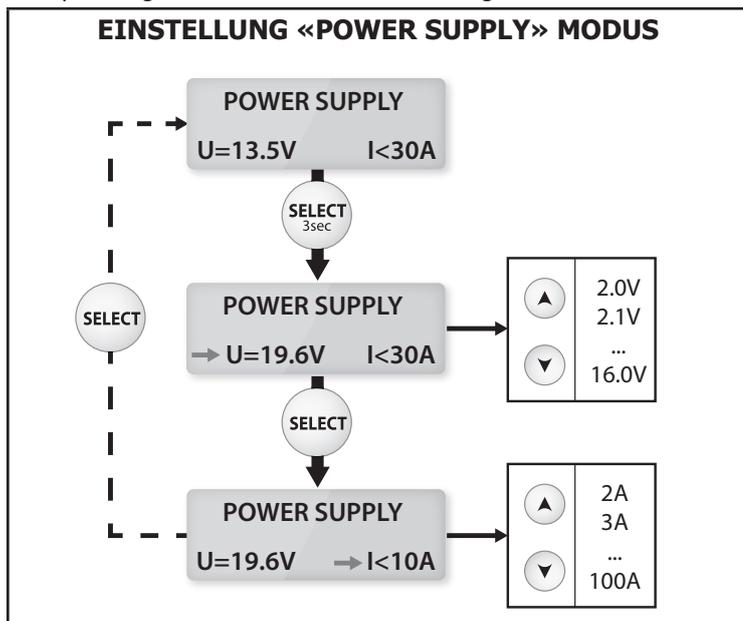 EINSTELLUNG «POWER SUPPLY» MODUS
POWER SUPPLY
U=13.5V I<30A
SELECT
3sec
POWER SUPPLY
U=19.6V I<30A
2.0V
2.1V
...
16.0V
SELECT
SELECT
POWER SUPPLY
U=19.6V I<10A
2A
3A
...
100A